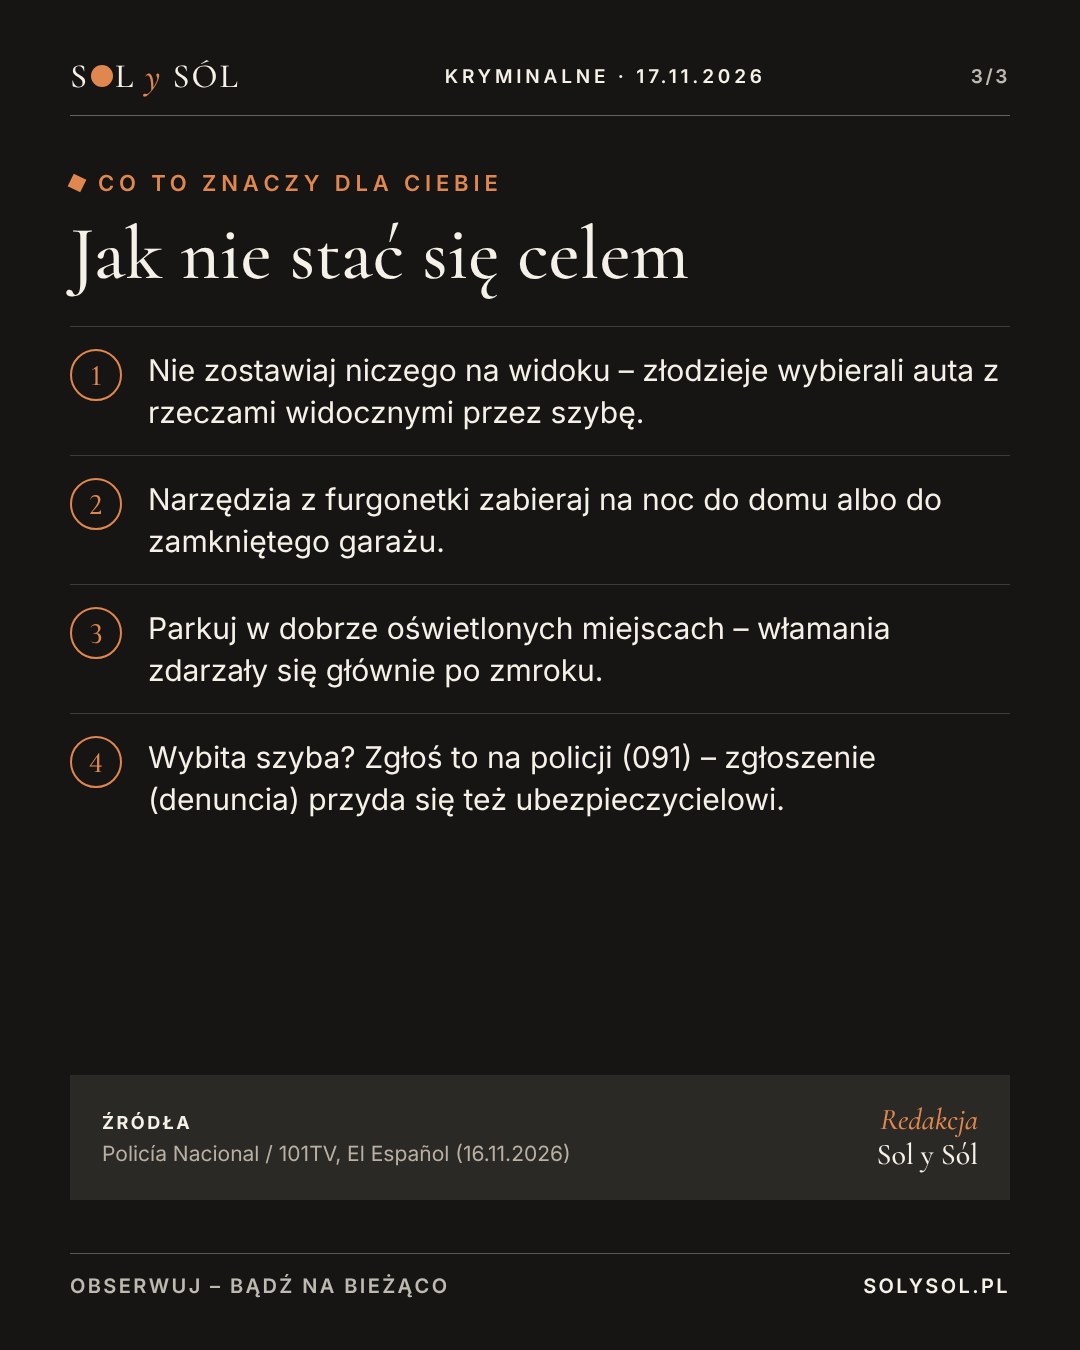 SOL y SÓL
KRYMINALNE · 17.11.2026
3/3
CO TO ZNACZY DLA CIEBIE
Jak nie stać się celem
1
Nie zostawiaj niczego na widoku – złodzieje wybierali auta z
rzeczami widocznymi przez szybę.
2
Narzędzia z furgonetki zabieraj na noc do domu albo do
zamkniętego garażu.
3
Parkuj w dobrze oświetlonych miejscach – włamania
zdarzały się głównie po zmroku.
4
Wybita szyba? Zgłoś to na policji (091) – zgłoszenie
(denuncia) przyda się też ubezpieczycielowi.
ŹRÓDŁA
Policía Nacional / 101TV, El Español (16.11.2026)
Redakcja
Sol y Sól
OBSERWUJ – BĄDŹ NA BIEŻĄCO
SOLYSOL.PL